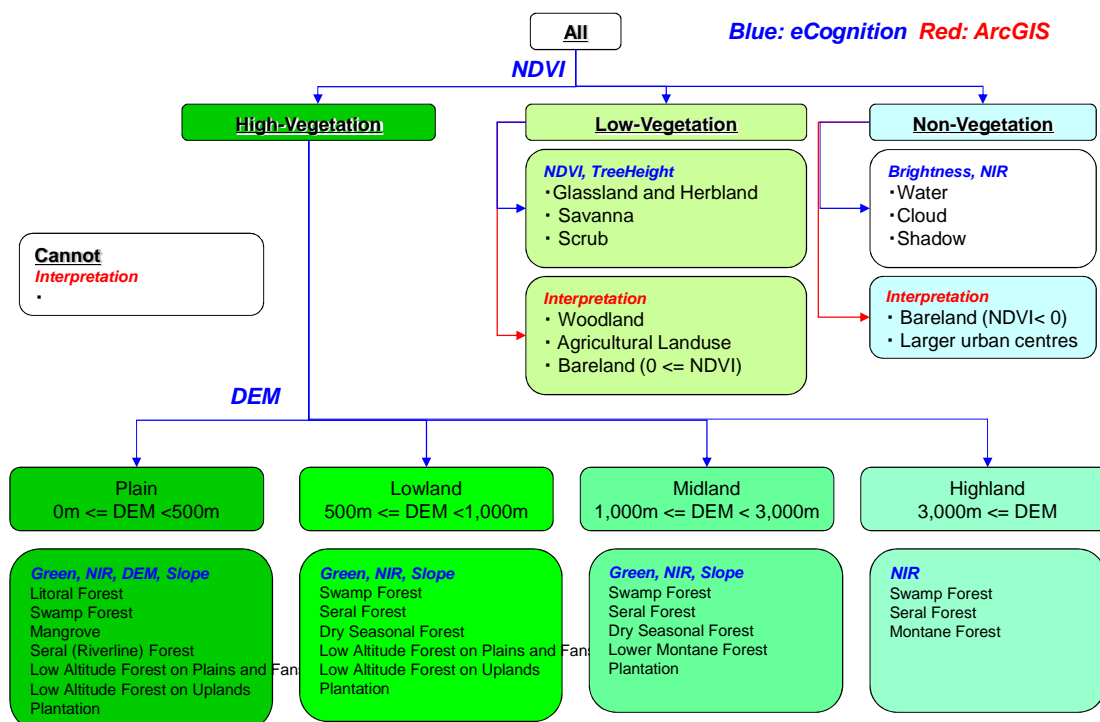 All
Blue: eCognition Red: ArcGIS
NDVI
High-Vegetation
Low-Vegetation
Non-Vegetation
NDVI, TreeHeight
・Glassland and Herbland
・ Savanna
・ Scrub
Brightness, NIR
・Water
・Cloud
・Shadow
Cannot
Interpretation
・
Interpretation
・ Woodland
・ Agricultural Landuse
・ Bareland (0 <= NDVI)
Interpretation
・ Bareland (NDVI< 0)
・ Larger urban centres
DEM
Plain
0m <= DEM <500m
Lowland
500m <= DEM <1,000m
Midland
1,000m <= DEM < 3,000m
Highland
3,000m <= DEM
Green, NIR, DEM, Slope
Litoral Forest
Swamp Forest
Mangrove
Seral (Riverline) Forest
Low Altitude Forest on Plains and Fans
Low Altitude Forest on Uplands
Plantation
Green, NIR, Slope
Swamp Forest
Seral Forest
Dry Seasonal Forest
Low Altitude Forest on Plains and Fans
Low Altitude Forest on Uplands
Plantation
Green, NIR, Slope
Swamp Forest
Seral Forest
Dry Seasonal Forest
Lower Montane Forest
Plantation
NIR
Swamp Forest
Seral Forest
Montane Forest